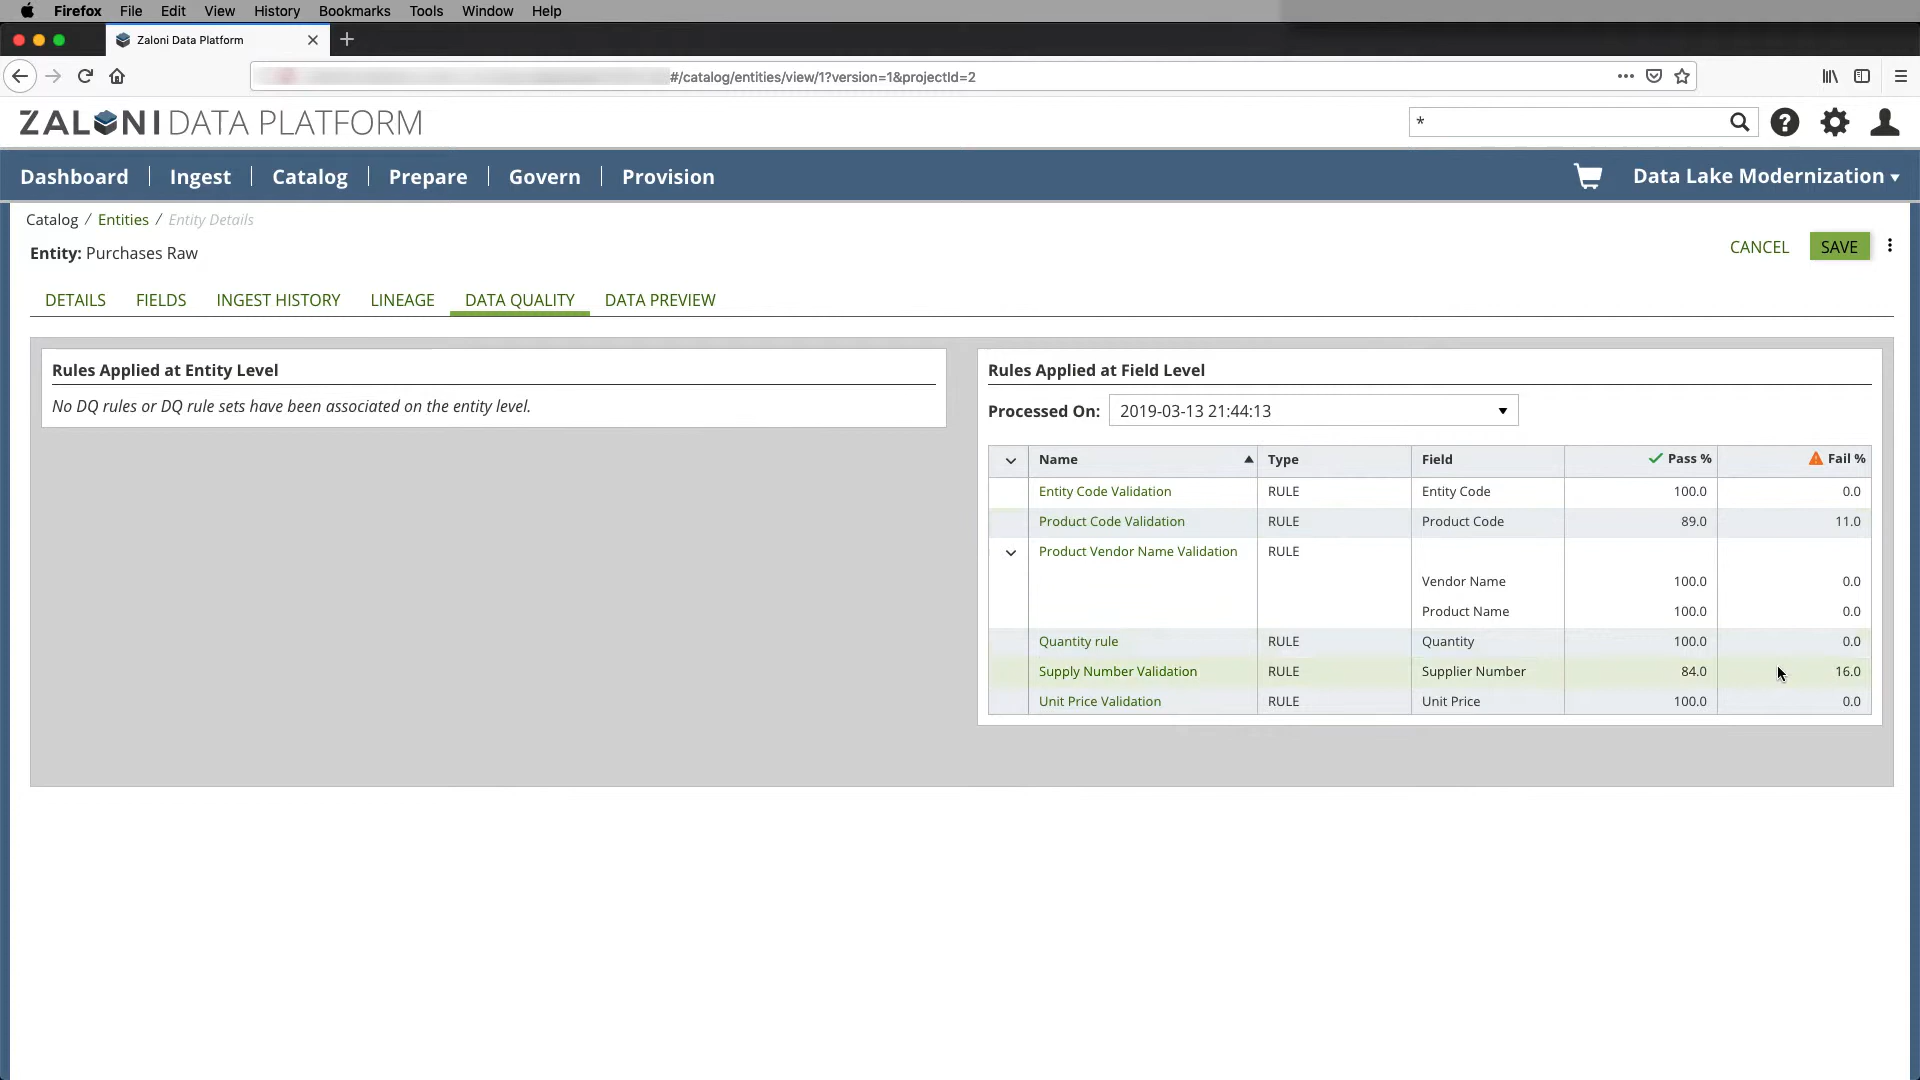 Firefox File Edit View History Bookmarks Tools Window Help
Zaloni Data Platform
#/catalog/entities/view/1?version=1&projectId=2
ZALONI DATA PLATFORM
*
Dashboard | Ingest | Catalog | Prepare | Govern | Provision
Data Lake Modernization
Catalog / Entities / Entity Details
Entity: Purchases Raw
CANCEL SAVE
DETAILS FIELDS INGEST HISTORY LINEAGE DATA QUALITY DATA PREVIEW
Rules Applied at Entity Level
No DQ rules or DQ rule sets have been associated on the entity level.
Rules Applied at Field Level
Processed On: 2019-03-13 21:44:13
Name Type Field Pass % Fail %
Entity Code Validation RULE Entity Code 100.0 0.0
Product Code Validation RULE Product Code 89.0 11.0
Product Vendor Name Validation RULE
Vendor Name 100.0 0.0
Product Name 100.0 0.0
Quantity rule RULE Quantity 100.0 0.0
Supply Number Validation RULE Supplier Number 84.0 16.0
Unit Price Validation RULE Unit Price 100.0 0.0